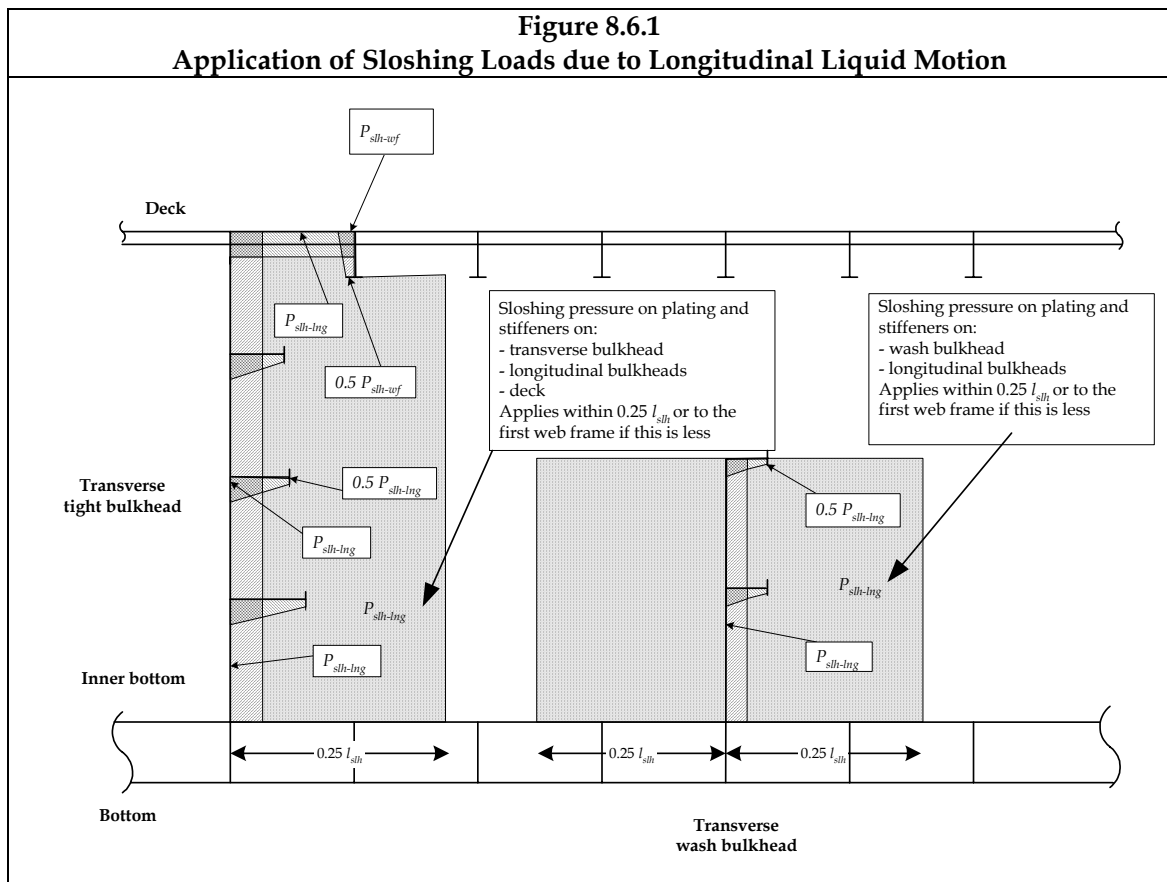 Figure 8.6.1
Application of Sloshing Loads due to Longitudinal Liquid Motion
P_slh-wf
Deck
P_slh-lng
0.5 P_slh-wf
Sloshing pressure on plating and
stiffeners on:
- transverse bulkhead
- longitudinal bulkheads
- deck
Applies within 0.25 l_slh or to the
first web frame if this is less
Sloshing pressure on plating and
stiffeners on:
- wash bulkhead
- longitudinal bulkheads
Applies within 0.25 l_slh or to the
first web frame if this is less
Transverse
tight bulkhead
0.5 P_slh-lng
P_slh-lng
0.5 P_slh-lng
P_slh-lng
P_slh-lng
P_slh-lng
P_slh-lng
Inner bottom
0.25 l_slh
0.25 l_slh
0.25 l_slh
Bottom
Transverse
wash bulkhead